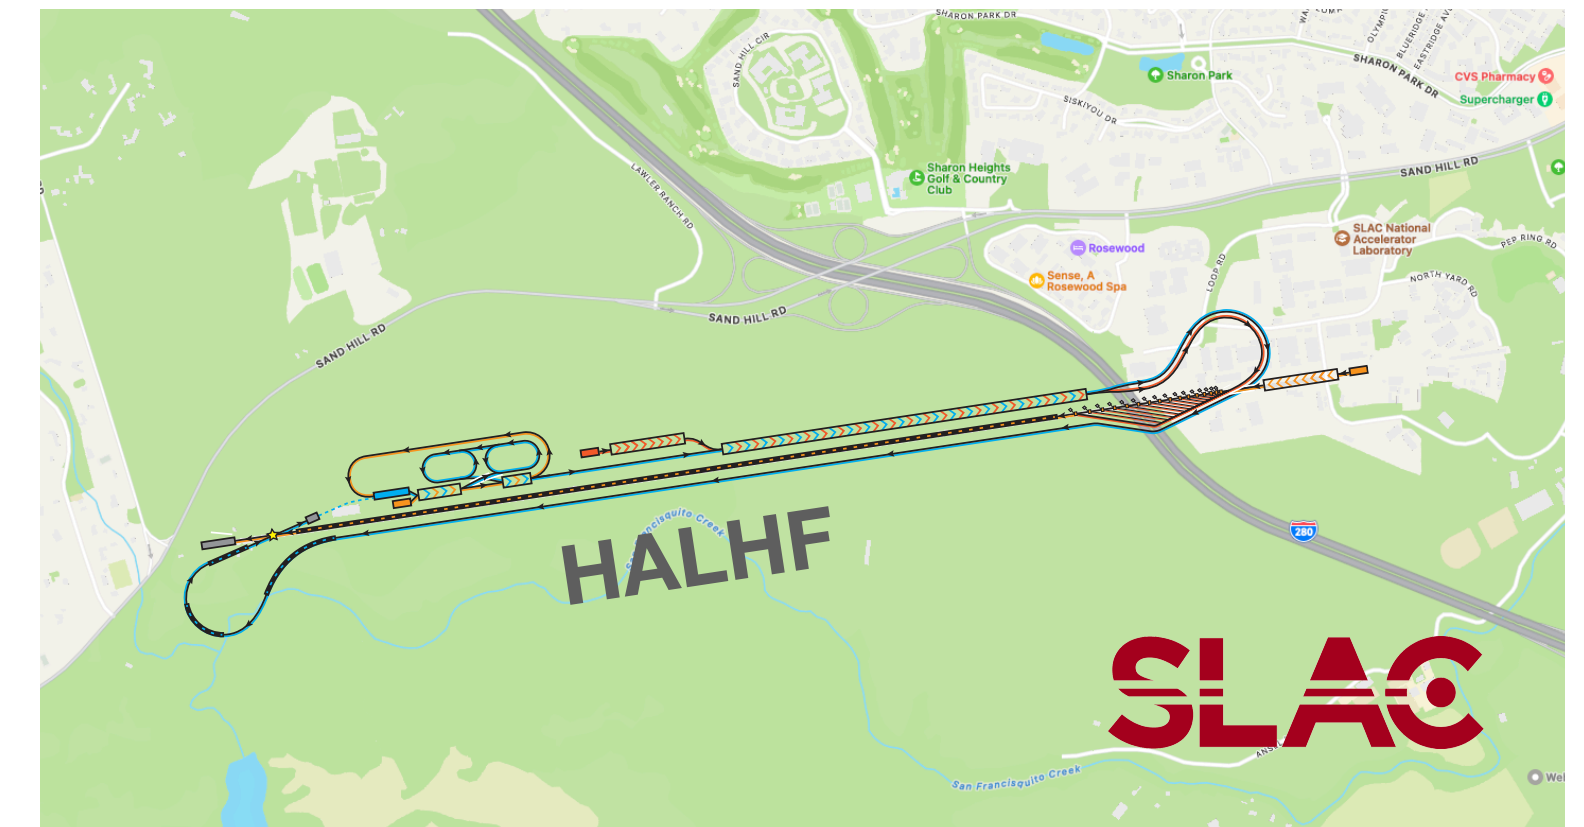 SHARON PARK DR
SAND HILL CIR
SHARON PARK DR
BLUERIDGE
EASTRIDGE AVE
CVS Pharmacy
Supercharger
Sharon Park
SISKIYOU DR
LAWLER RANCH RD
Sharon Heights
Golf & Country
Club
SAND HILL RD
Rosewood
SLAC National
Accelerator
Laboratory
PEP RING RD
Sense, A
Rosewood Spa
LOOP RD
NORTH YARD RD
SAND HILL RD
SAND HILL RD
San Francisquito Creek
HALHF
280
SLAC
San Francisquito Creek